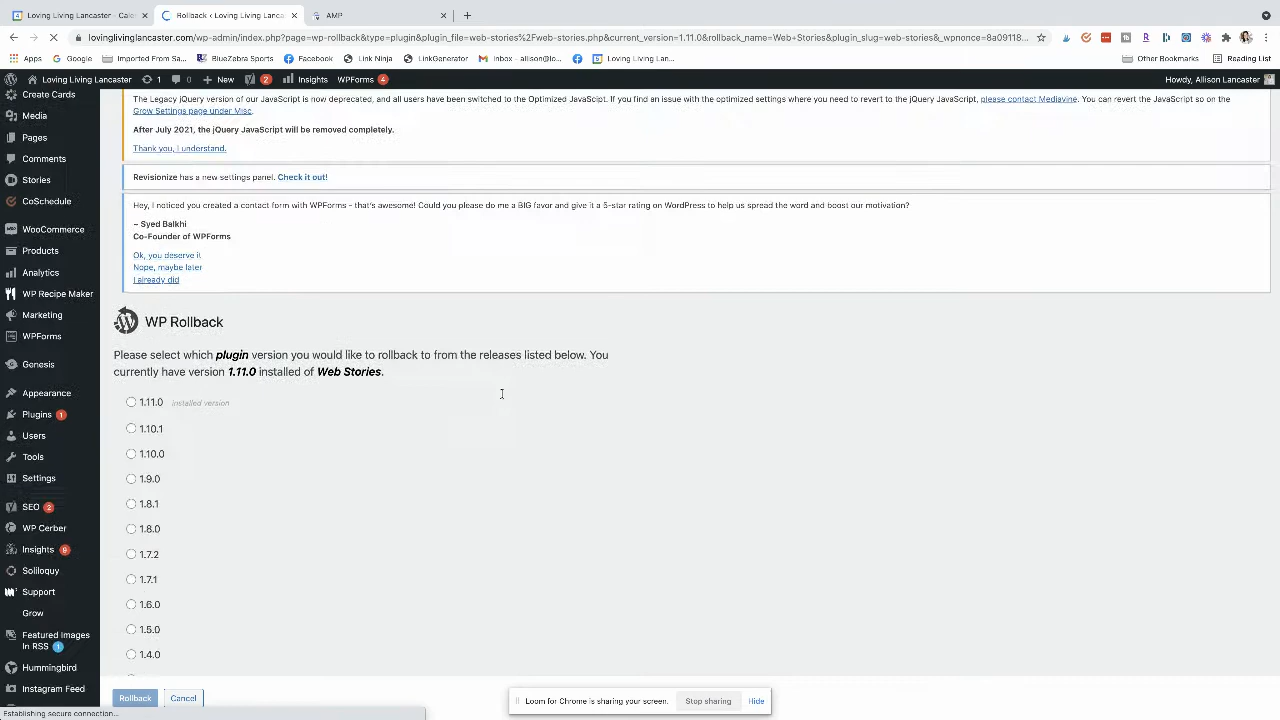 Loving Living Lancaster - Cale
Rollback ‹ Loving Living Lanca
AMP
lovinglivinglancaster.com/wp-admin/index.php?page=wp-rollback&type=plugin&plugin_file=web-stories%2Fweb-stories.php&current_version=1.11.0&rollback_name=Web+Stories&plugin_slug=web-stories&_wpnonce=8a09118...
Apps
Google
Imported From Sa...
BlueZebra Sports
Facebook
Link Ninja
LinkGenerator
Inbox - allison@lo...
Loving Living Lan...
Other Bookmarks
Reading List
Loving Living Lancaster
1
0
New
2
Insights
WPForms 4
Howdy, Allison Lancaster
Create Cards
Media
Pages
Comments
Stories
CoSchedule
WooCommerce
Products
Analytics
WP Recipe Maker
Marketing
WPForms
Genesis
Appearance
Plugins 1
Users
Tools
Settings
SEO 2
WP Cerber
Insights 9
Soliloquy
Support
Grow
Featured Images
In RSS 1
Hummingbird
Instagram Feed
The Legacy jQuery version of our JavaScript is now deprecated, and all users have been switched to the Optimized JavaScipt. If you find an issue with the optimized settings where you need to revert to the jQuery JavaScript, please contact Mediavine. You can revert the JavaScript so on the
Grow Settings page under Misc.
After July 2021, the jQuery JavaScript will be removed completely.
Thank you, I understand.
Revisionize has a new settings panel. Check it out!
Hey, I noticed you created a contact form with WPForms - that's awesome! Could you please do me a BIG favor and give it a 5-star rating on WordPress to help us spread the word and boost our motivation?
~ Syed Balkhi
Co-Founder of WPForms
Ok, you deserve it
Nope, maybe later
I already did
WP Rollback
Please select which plugin version you would like to rollback to from the releases listed below. You
currently have version 1.11.0 installed of Web Stories.
1.11.0 installed version
1.10.1
1.10.0
1.9.0
1.8.1
1.8.0
1.7.2
1.7.1
1.6.0
1.5.0
1.4.0
Rollback
Cancel
Loom for Chrome is sharing your screen.
Stop sharing
Hide
Establishing secure connection...